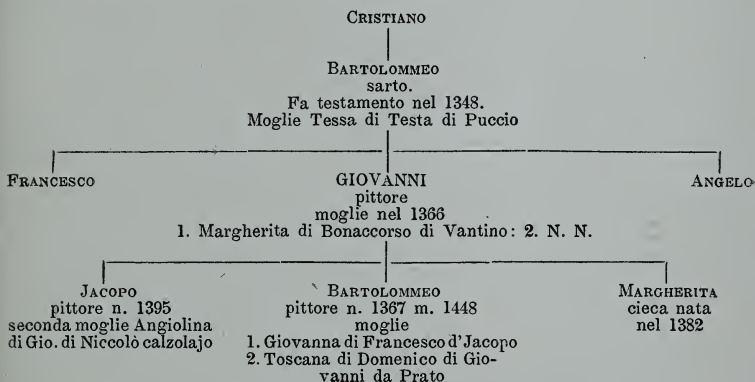 CRISTIANO
BARTOLOMMEO
sarto.
Fa testamento nel 1348.
Moglie Tessa di Testa di Puccio
FRANCESCO
GIOVANNI
pittore
moglie nel 1366
1. Margherita di Bonaccorso di Vantino: 2. N. N.
ANGELO
JACOPO
pittore n. 1395
seconda moglie Angiolina
di Gio. di Niccolò calzolajo
BARTOLOMMEO
pittore n. 1367 m. 1448
moglie
1. Giovanna di Francesco d'Jacopo
2. Toscana di Domenico di Gio-
vanni da Prato
MARGHERITA
cieca nata
nel 1382